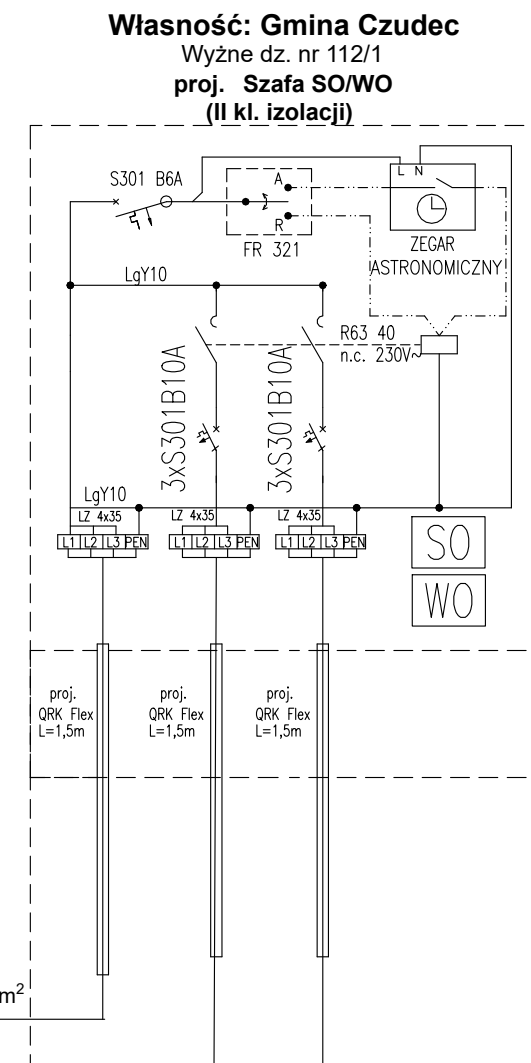 Własność: Gmina Czudec
Wyżne dz. nr 112/1
proj. Szafa SO/WO
(II kl. izolacji)
S301 B6A
A
R
FR 321
L N
ZEGAR
ASTRONOMICZNY
LgY10
R63 40
n.c. 230V~
3xS301B10A
3xS301B10A
LgY10
LZ 4x35
LZ 4x35
LZ 4x35
L1 L2 L3 PEN
L1 L2 L3 PEN
L1 L2 L3 PEN
SO
WO
proj.
QRK Flex
L=1,5m
proj.
QRK Flex
L=1,5m
proj.
QRK Flex
L=1,5m
m²